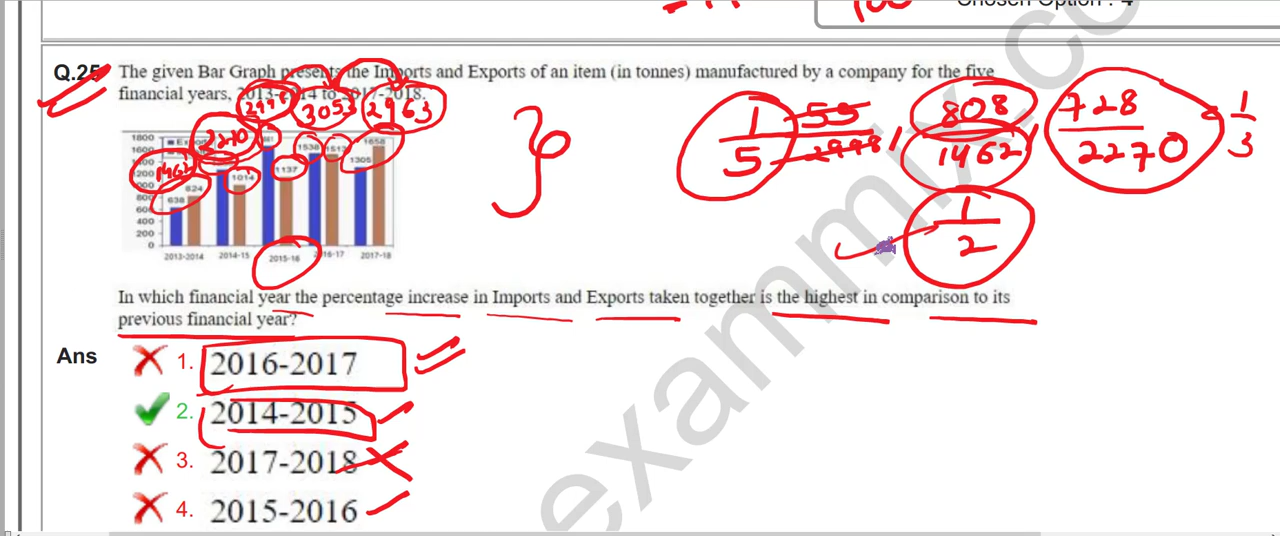 Chosen Option : 4
100
Q.25 The given Bar Graph presents the Imports and Exports of an item (in tonnes) manufactured by a company for the five
financial years, 2013-2014 to 2017-2018.
2998 3053 2963
2270
1462
1800
1600
1400
1200
1000
800
600
400
200
0
638 824 1014 1137 1538 1512 1305 1658
2013-2014 2014-15 2015-16 2016-17 2017-18
1/5 55/2998, 808/1462, 728/2270 1/3
1/2
In which financial year the percentage increase in Imports and Exports taken together is the highest in comparison to its
previous financial year?
Ans 1. 2016-2017
2. 2014-2015
3. 2017-2018
4. 2015-2016
exammix.co